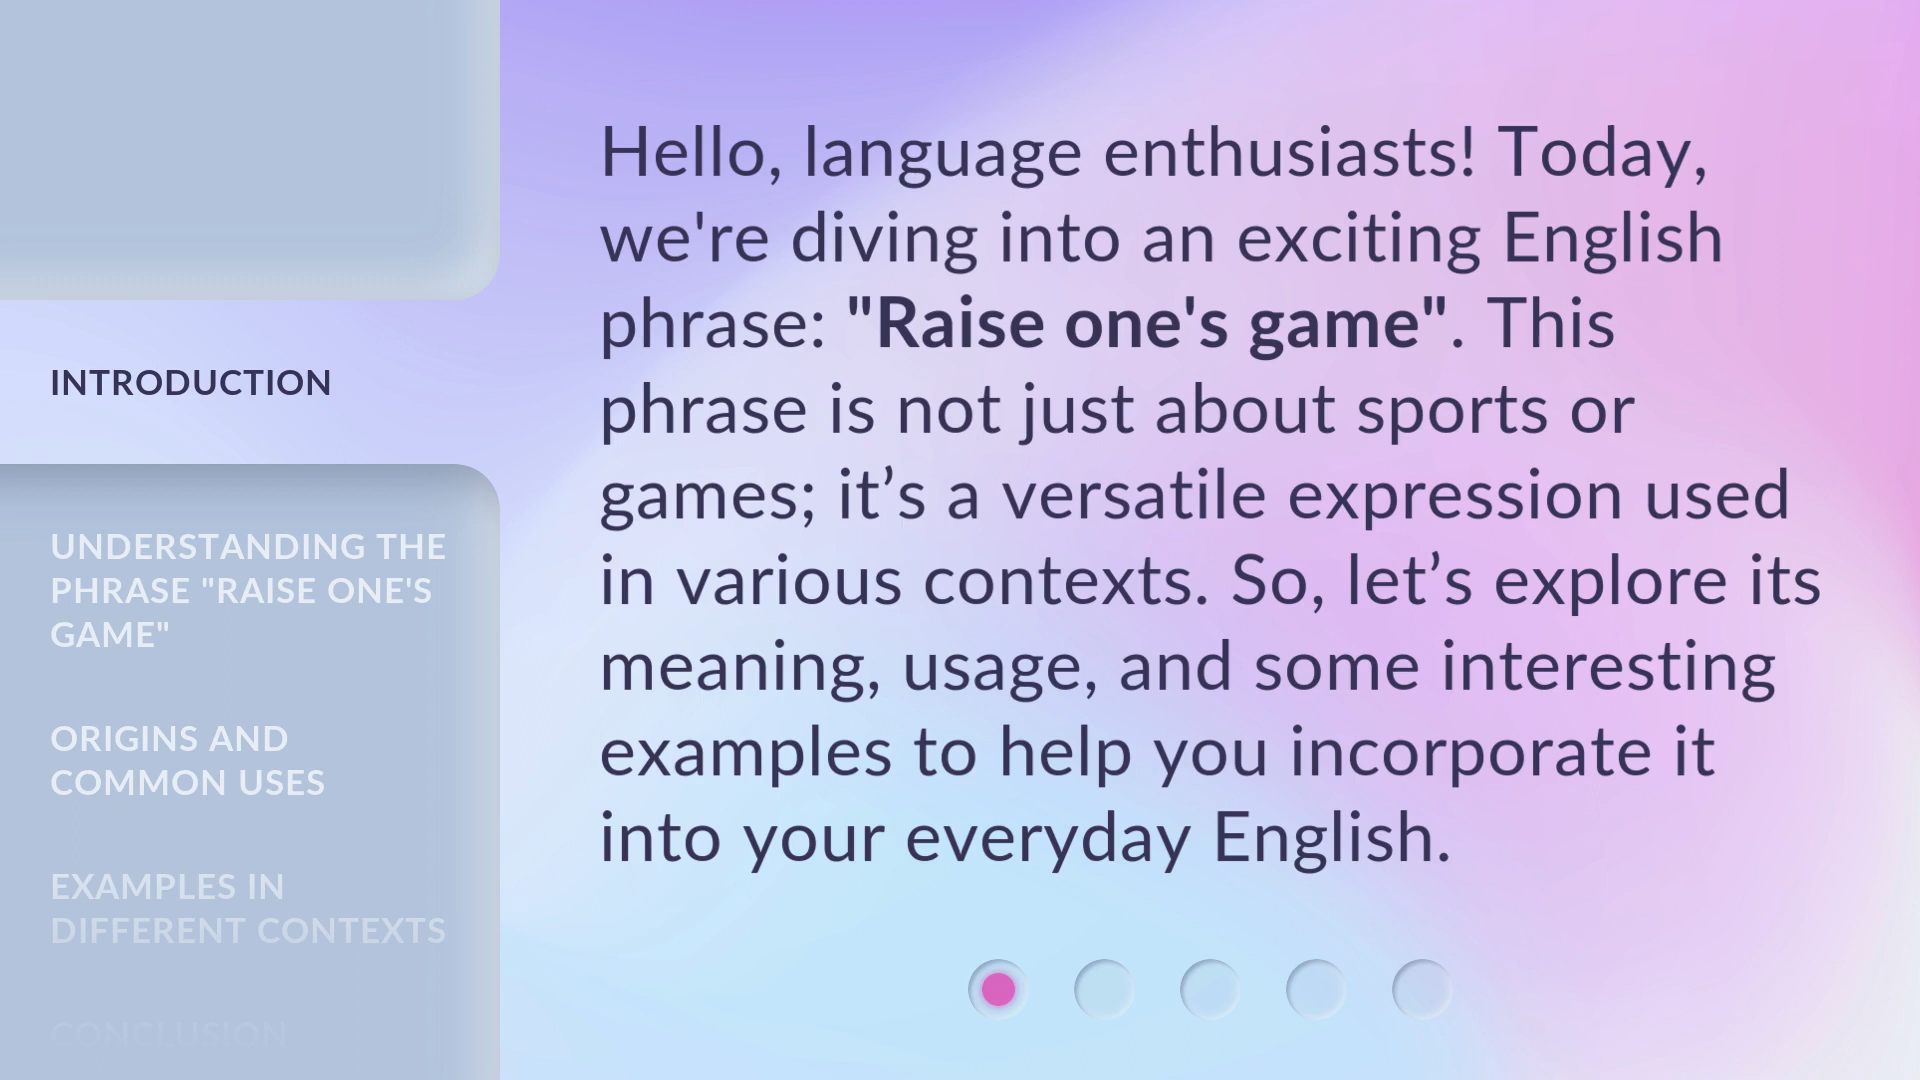 INTRODUCTION
UNDERSTANDING THE
PHRASE "RAISE ONE'S
GAME"
ORIGINS AND
COMMON USES
EXAMPLES IN
DIFFERENT CONTEXTS
CONCLUSION
Hello, language enthusiasts! Today,
we're diving into an exciting English
phrase: "Raise one's game". This
phrase is not just about sports or
games; it’s a versatile expression used
in various contexts. So, let’s explore its
meaning, usage, and some interesting
examples to help you incorporate it
into your everyday English.